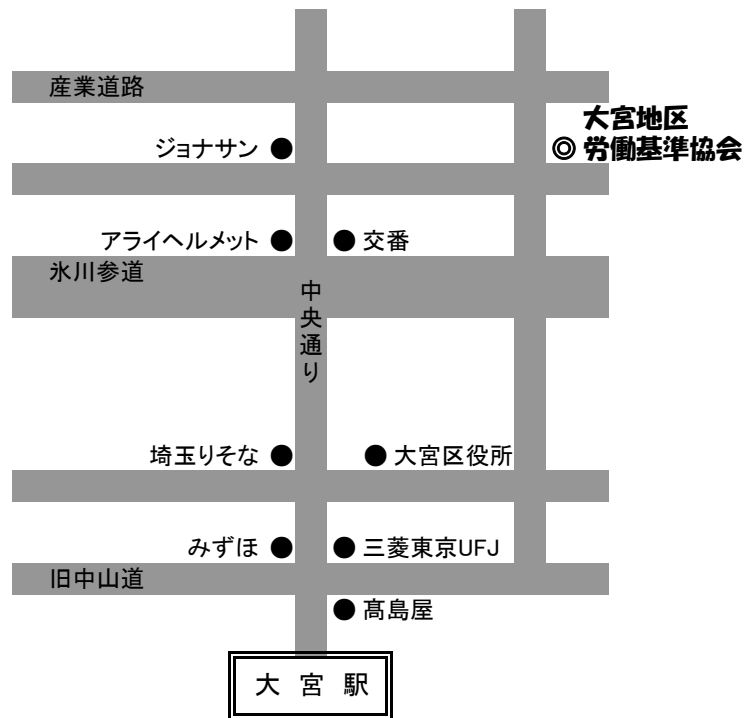 産業道路
大宮地区
ジョナサン ●
◎ 労働基準協会
アライヘルメット ●
● 交番
氷川参道
中央通り
埼玉りそな ●
● 大宮区役所
みずほ ●
● 三菱東京UFJ
旧中山道
● 髙島屋
大 宮 駅